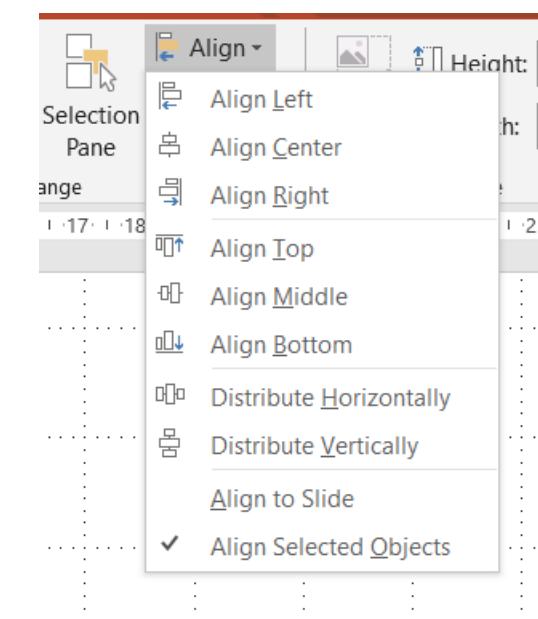 Align
Height:
Selection
Pane
Align Left
Align Center
Align Right
Align Top
Align Middle
Align Bottom
Distribute Horizontally
Distribute Vertically
Align to Slide
Align Selected Objects
th:
ange
17 18
2